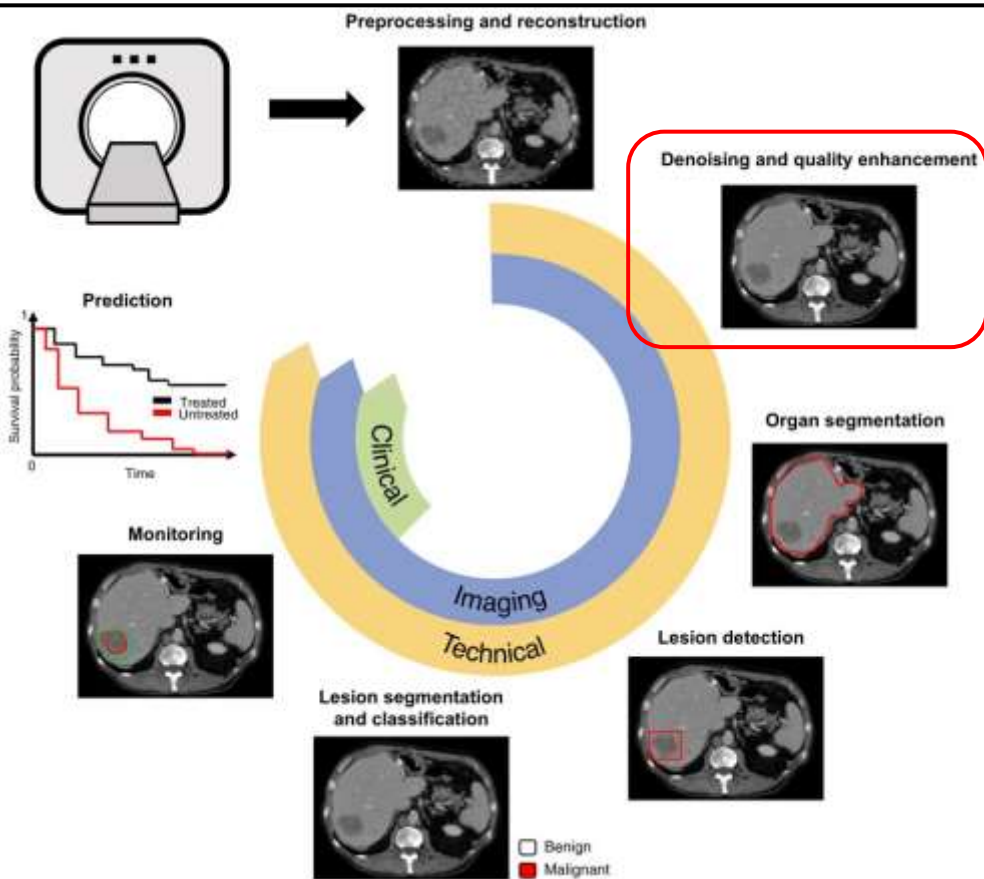 Preprocessing and reconstruction
Denoising and quality enhancement
Organ segmentation
Lesion detection
Lesion segmentation
and classification
Benign
Malignant
Monitoring
Prediction
1
Survival probability
Treated
Untreated
0
Time
Clinical
Imaging
Technical